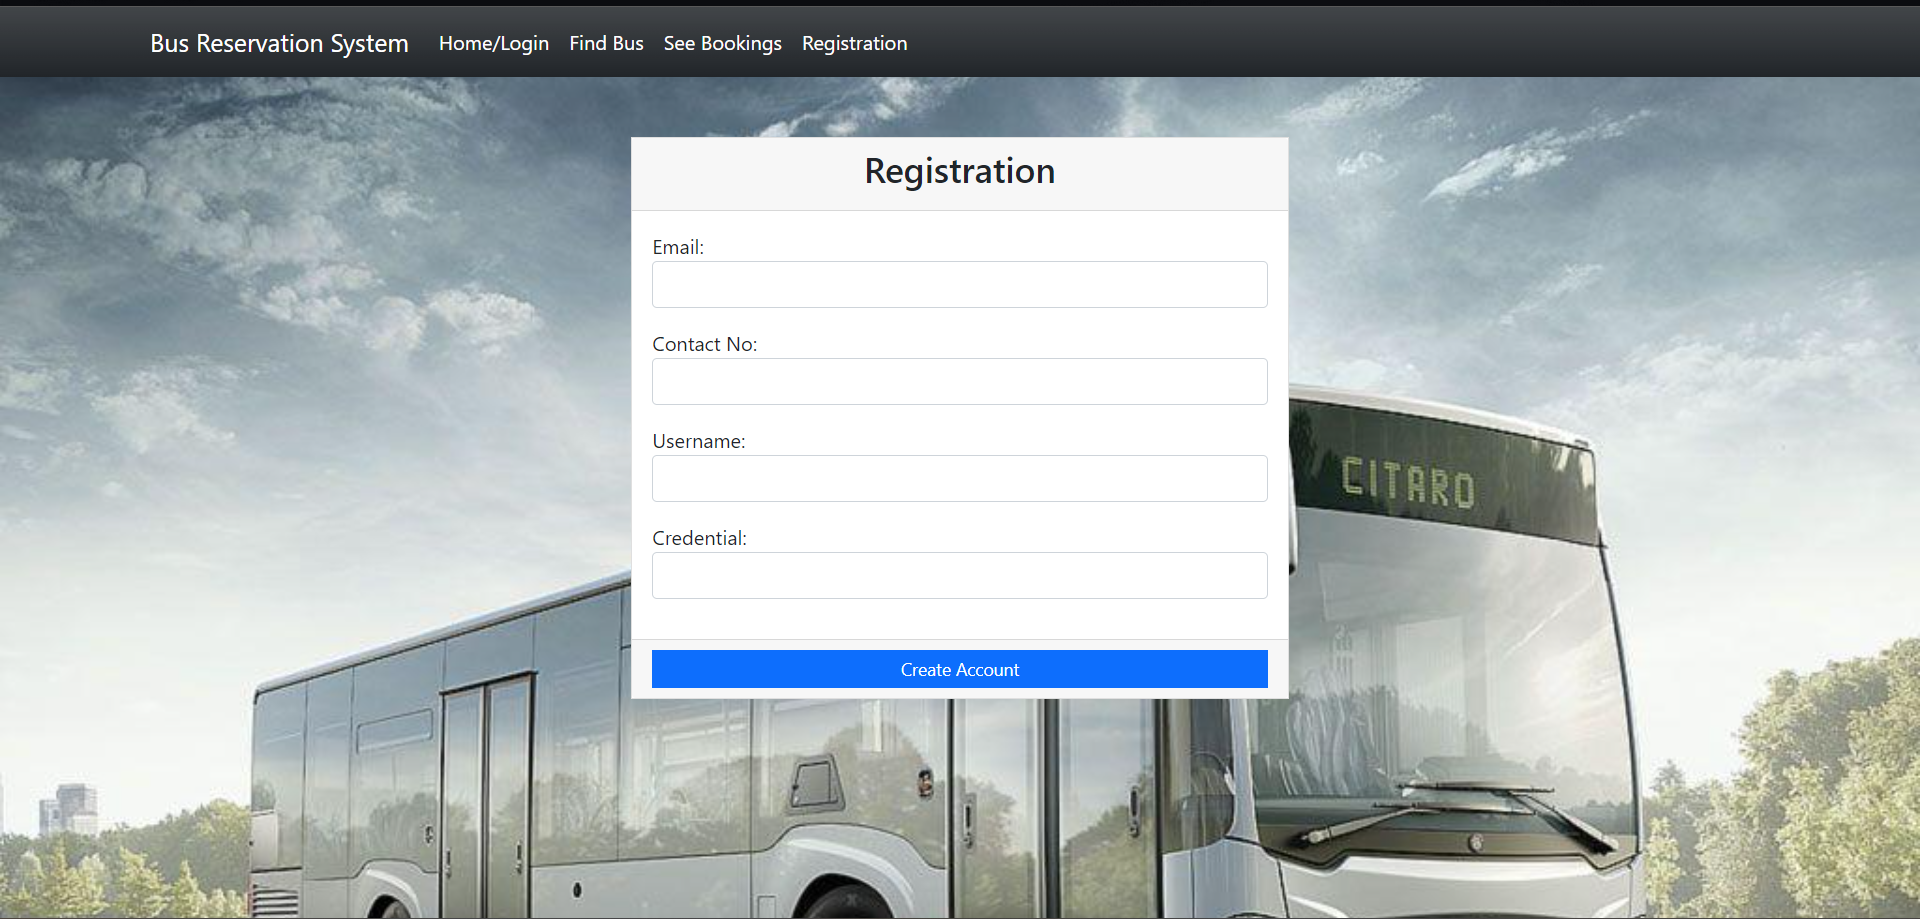 Bus Reservation System Home/Login Find Bus See Bookings Registration
Registration
Email:
Contact No:
Username:
Credential:
Create Account
CITARO